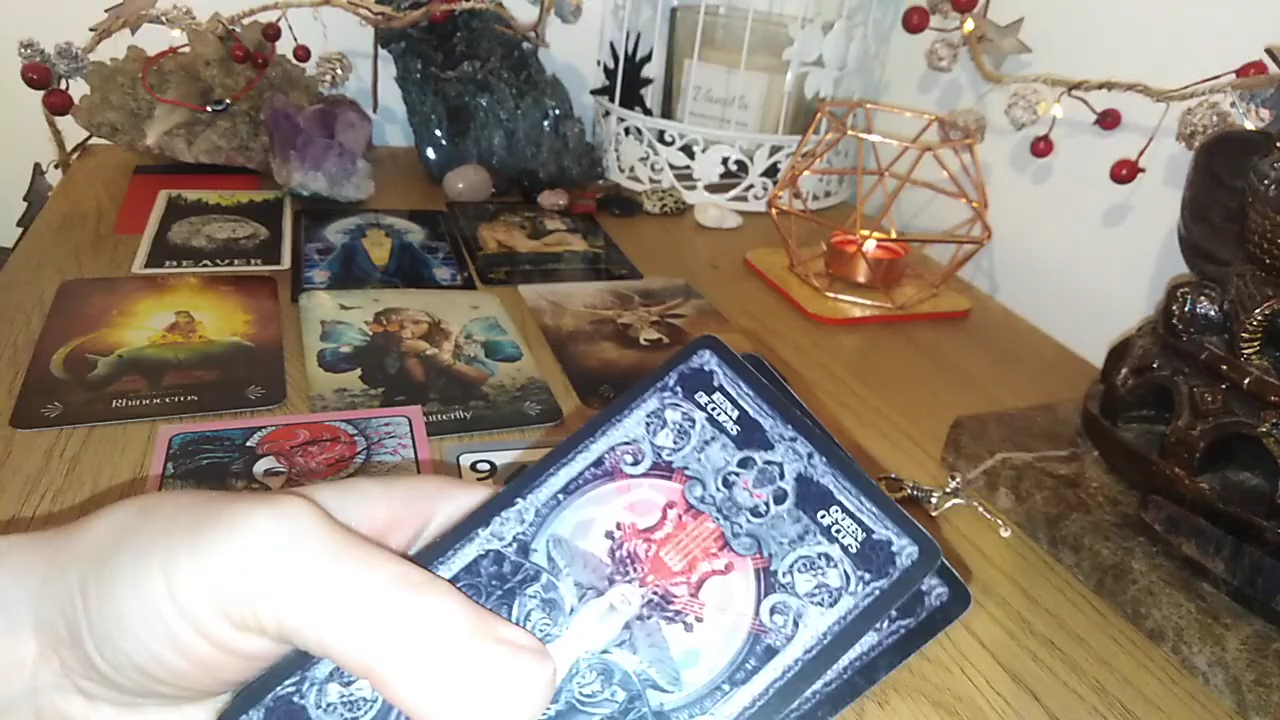 BEAVER
Rhinoceros
utterfly
9
REINA
DE COPAS
QUEEN
OF CUPS